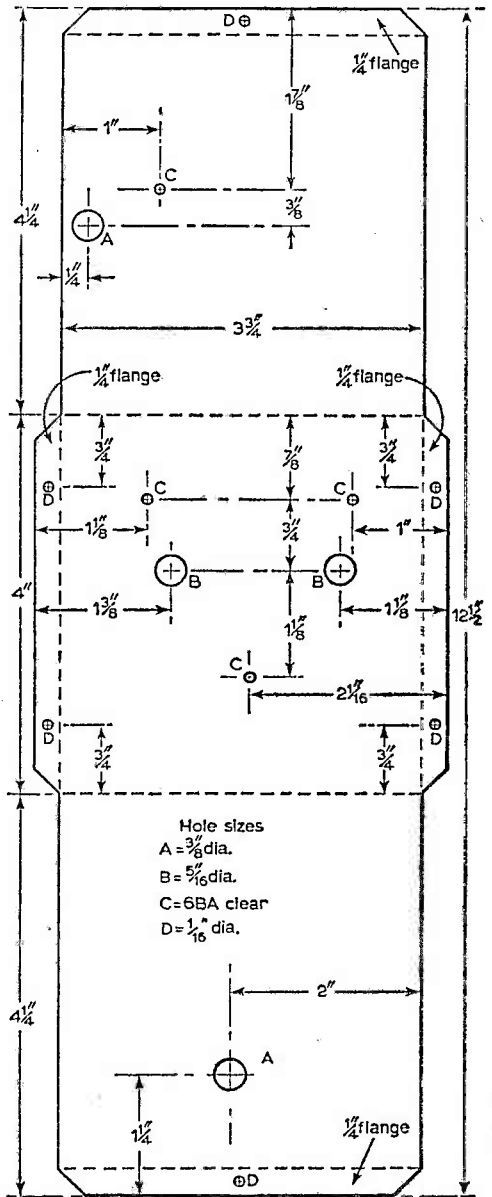 D
1/4" flange
1 7/8"
1"
C
3/8"
A
4 1/4"
1/4"
3 3/4"
1/4" flange
1/4" flange
3/4"
7/8"
3/4"
D
C
C
D
1 1/8"
3/4"
1"
4"
B
B
1 3/8"
1 1/8"
12 1/2"
1 1/8"
C
2 1/16"
D
D
3/4"
3/4"
Hole sizes
A = 3/8" dia.
B = 5/16" dia.
C = 6BA clear
D = 1/16" dia.
2"
4 1/4"
A
1 1/4"
1/4" flange
D